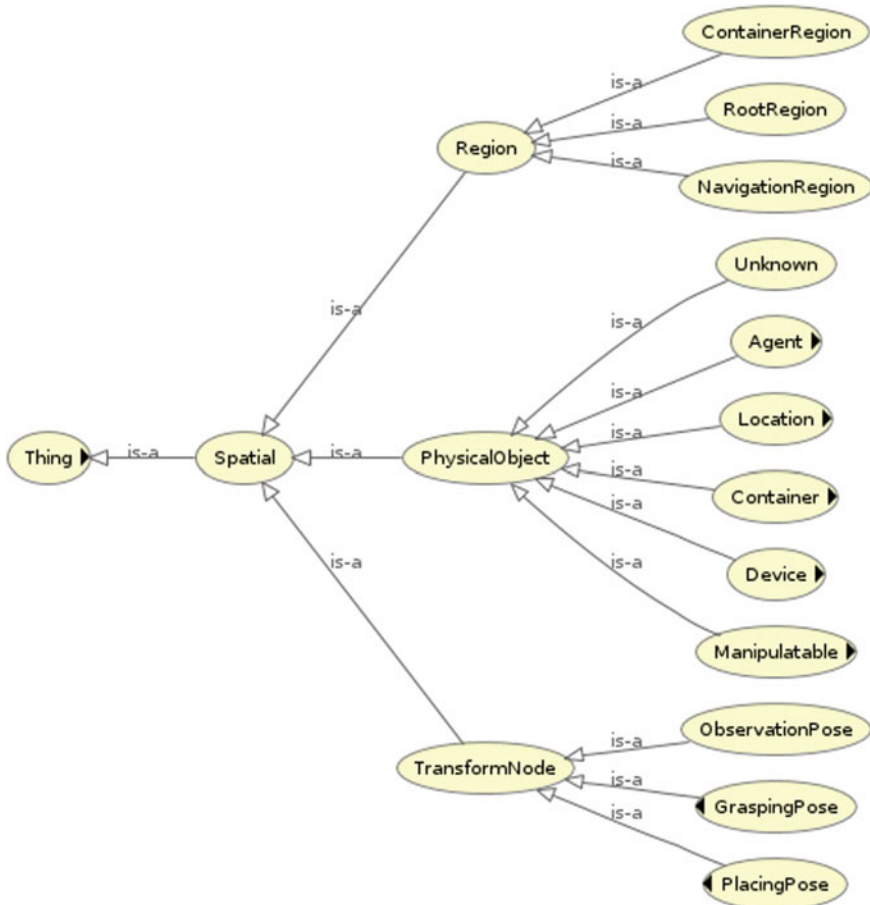 ContainerRegion
is-a
RootRegion
is-a
Region
is-a
NavigationRegion
Unknown
is-a
is-a
Agent
is-a
Location
is-a
Thing
is-a
Spatial
is-a
PhysicalObject
is-a
Container
is-a
Device
is-a
is-a
Manipulatable
ObservationPose
is-a
TransformNode
is-a
GraspingPose
is-a
PlacingPose